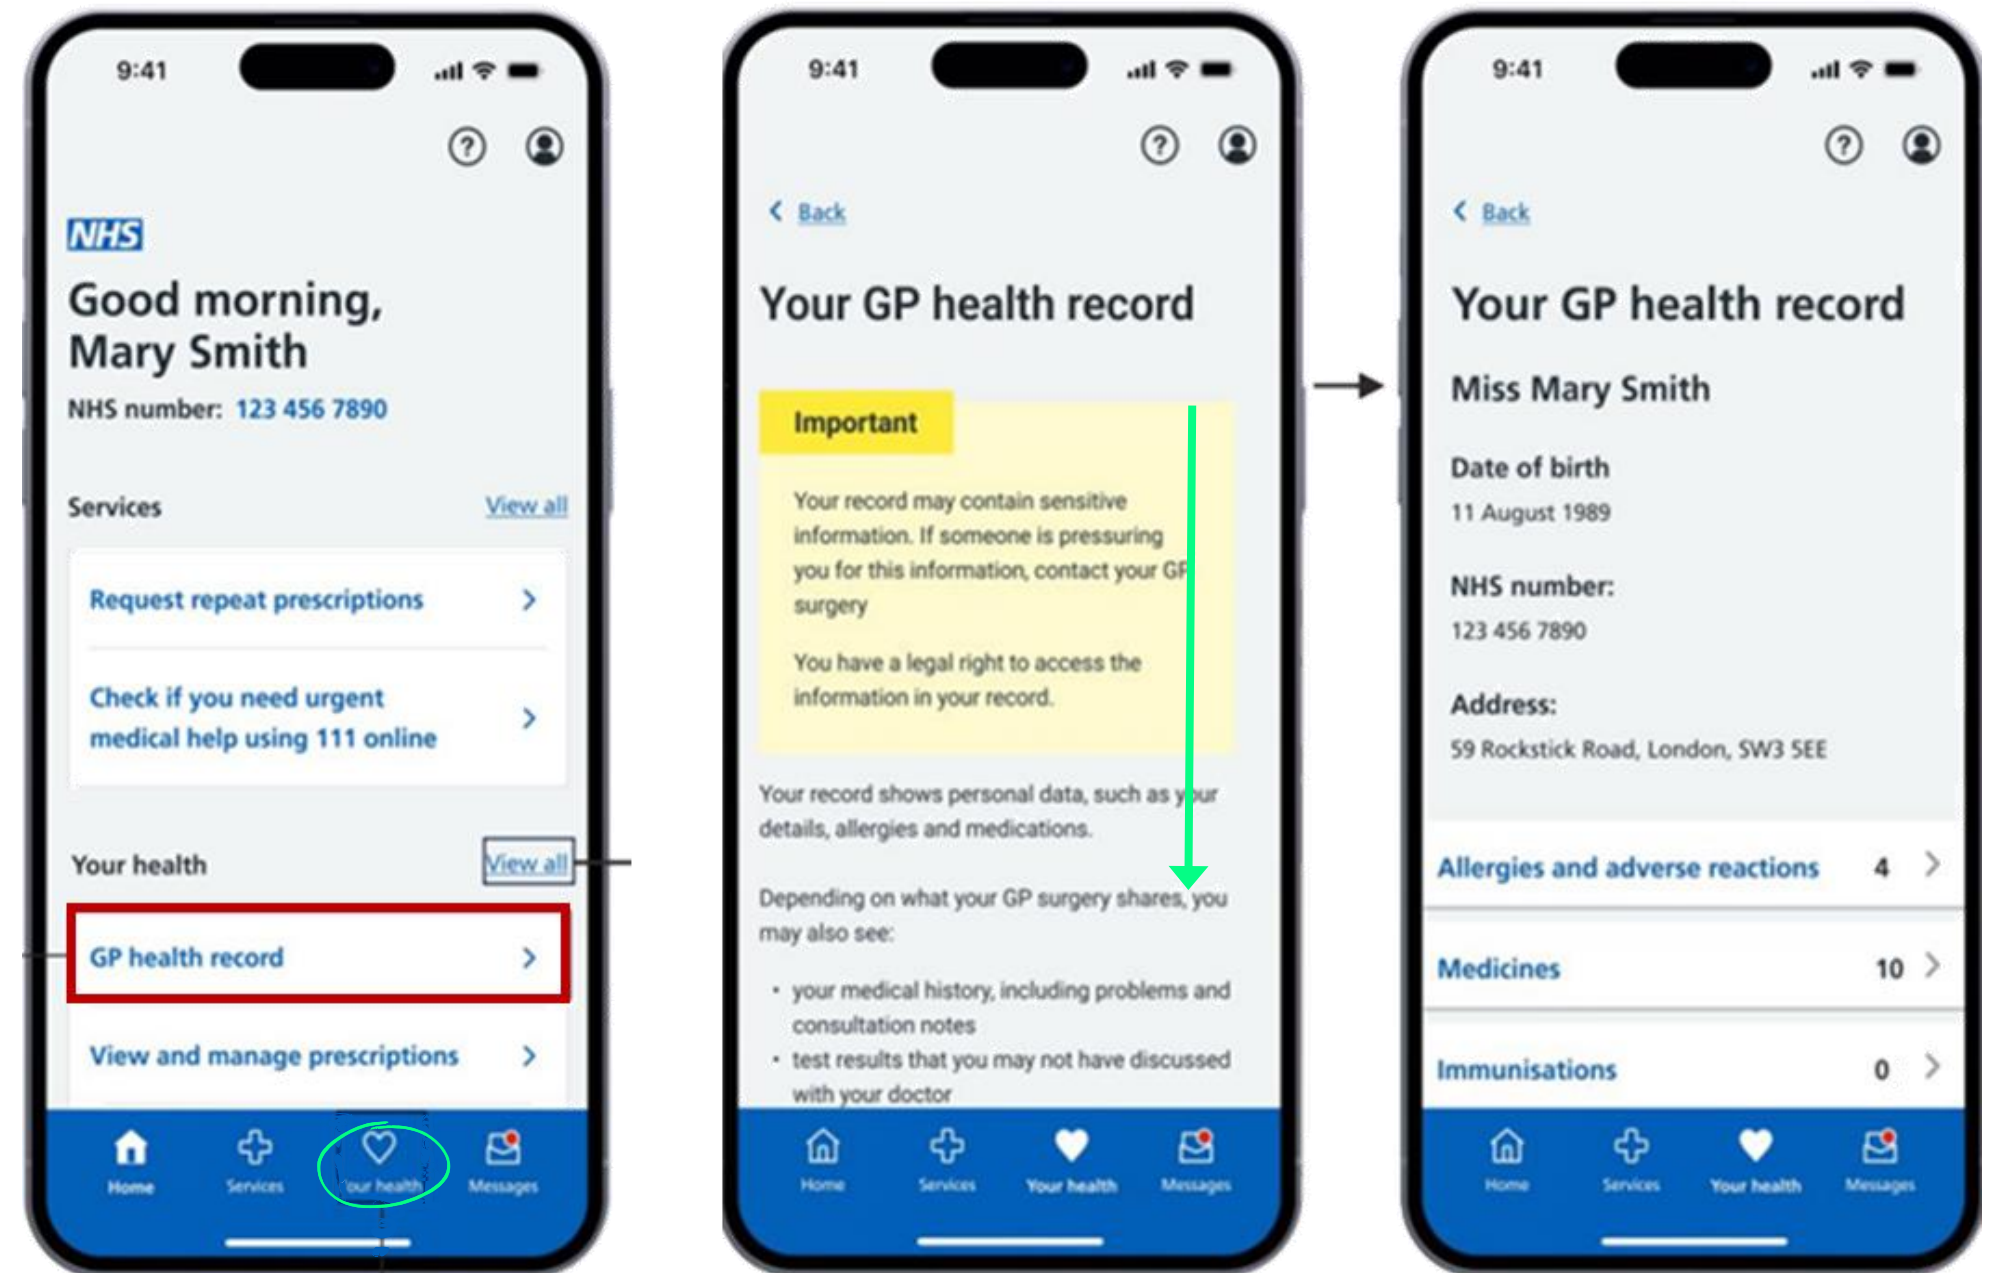 9:41
NHS
Good morning,
Mary Smith
NHS number: 123 456 7890
Services View all
Request repeat prescriptions
Check if you need urgent
medical help using 111 online
Your health View all
GP health record
View and manage prescriptions
Home Services our health Messages
9:41
Back
Your GP health record
Important
Your record may contain sensitive
information. If someone is pressuring
you for this information, contact your GP
surgery
You have a legal right to access the
information in your record.
Your record shows personal data, such as your
details, allergies and medications.
Depending on what your GP surgery shares, you
may also see:
• your medical history, including problems and
consultation notes
• test results that you may not have discussed
with your doctor
Home Services Your health Messages
9:41
Back
Your GP health record
Miss Mary Smith
Date of birth
11 August 1989
NHS number:
123 456 7890
Address:
59 Rockstick Road, London, SW3 5EE
Allergies and adverse reactions 4
Medicines 10
Immunisations 0
Home Services Your health Messages